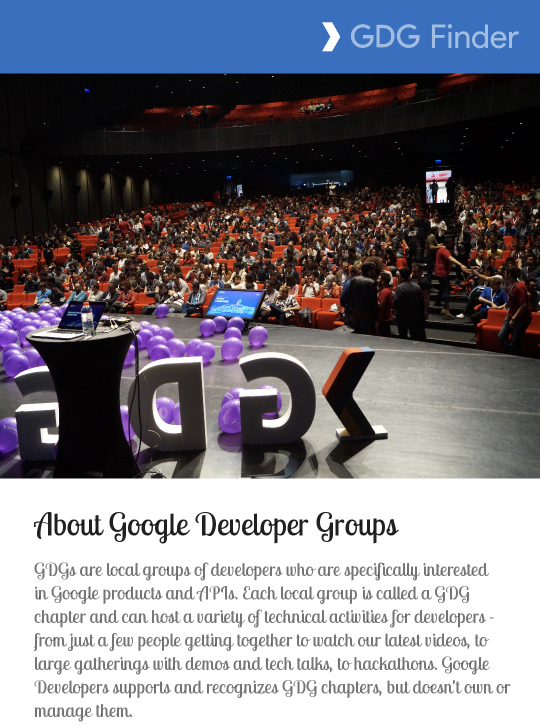 GDG Finder
About Google Developer Groups
GDGs are local groups of developers who are specifically interested
in Google products and APIs. Each local group is called a GDG
chapter and can host a variety of technical activities for developers -
from just a few people getting together to watch our latest videos, to
large gatherings with demos and tech talks, to hackathons. Google
Developers supports and recognizes GDG chapters, but doesn't own or
manage them.